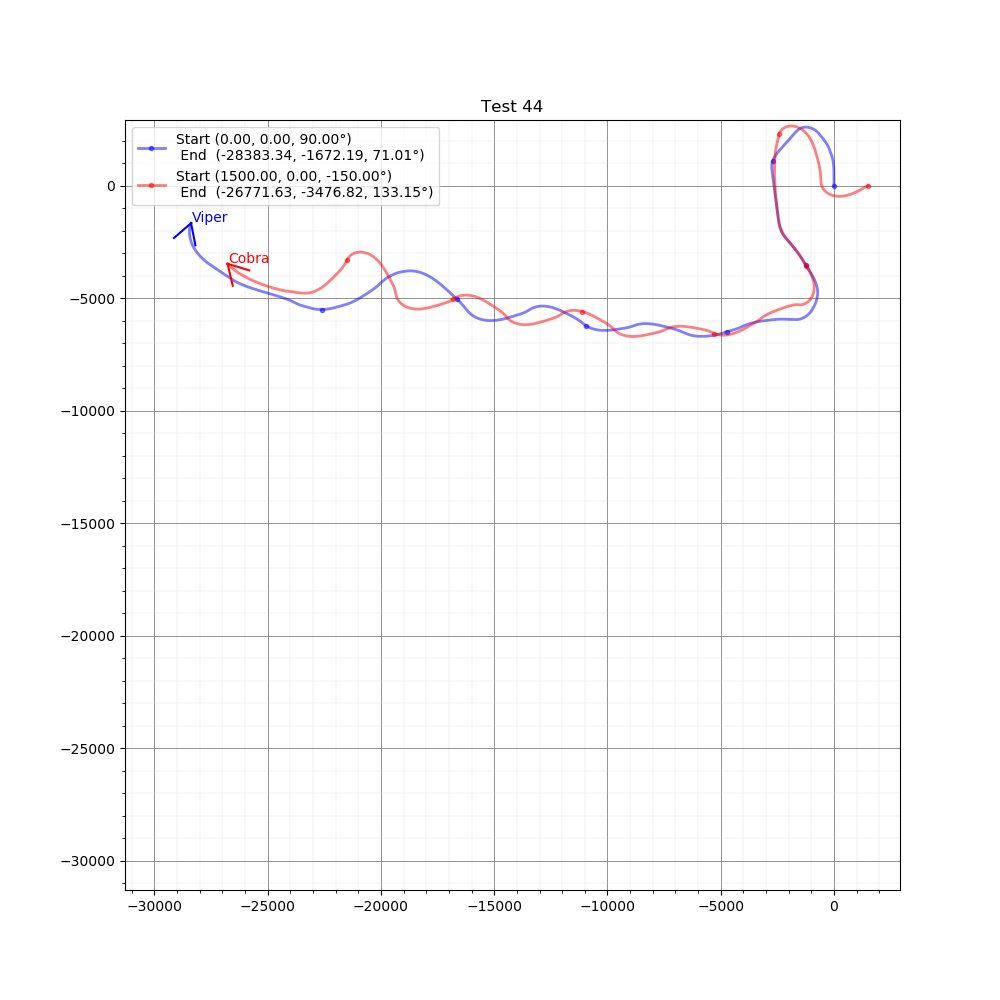 Test 44
Start (0.00, 0.00, 90.00°)
End (-28383.34, -1672.19, 71.01°)
Start (1500.00, 0.00, -150.00°)
End (-26771.63, -3476.82, 133.15°)
Viper
Cobra
0
−5000
−10000
−15000
−20000
−25000
−30000
−30000 −25000 −20000 −15000 −10000 −5000 0